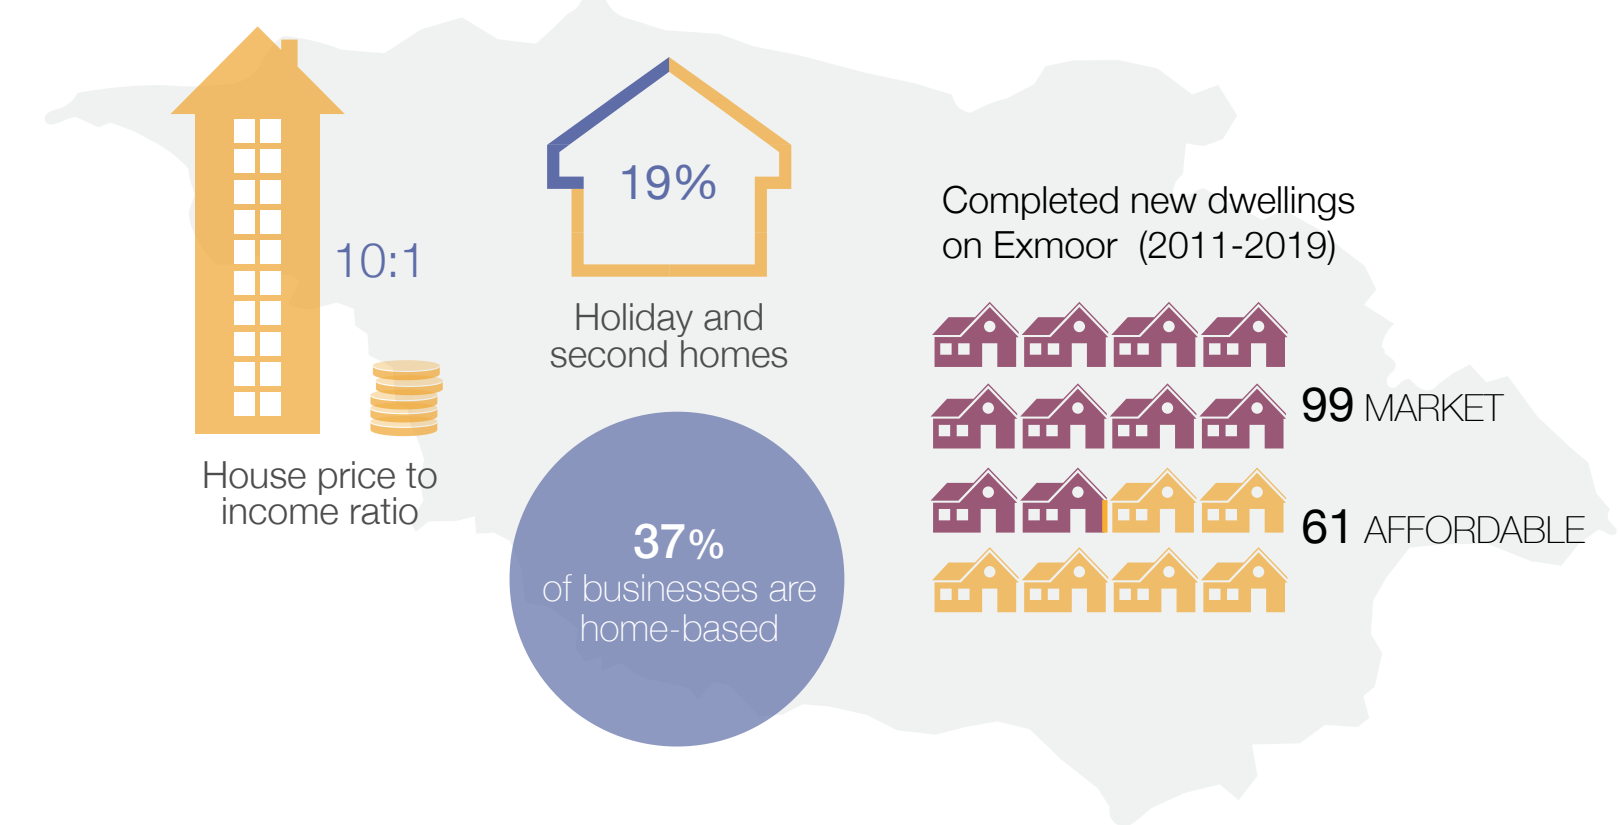 10:1
House price to
income ratio
19%
Holiday and
second homes
37%
of businesses are
home-based
Completed new dwellings
on Exmoor (2011-2019)
99 MARKET
61 AFFORDABLE